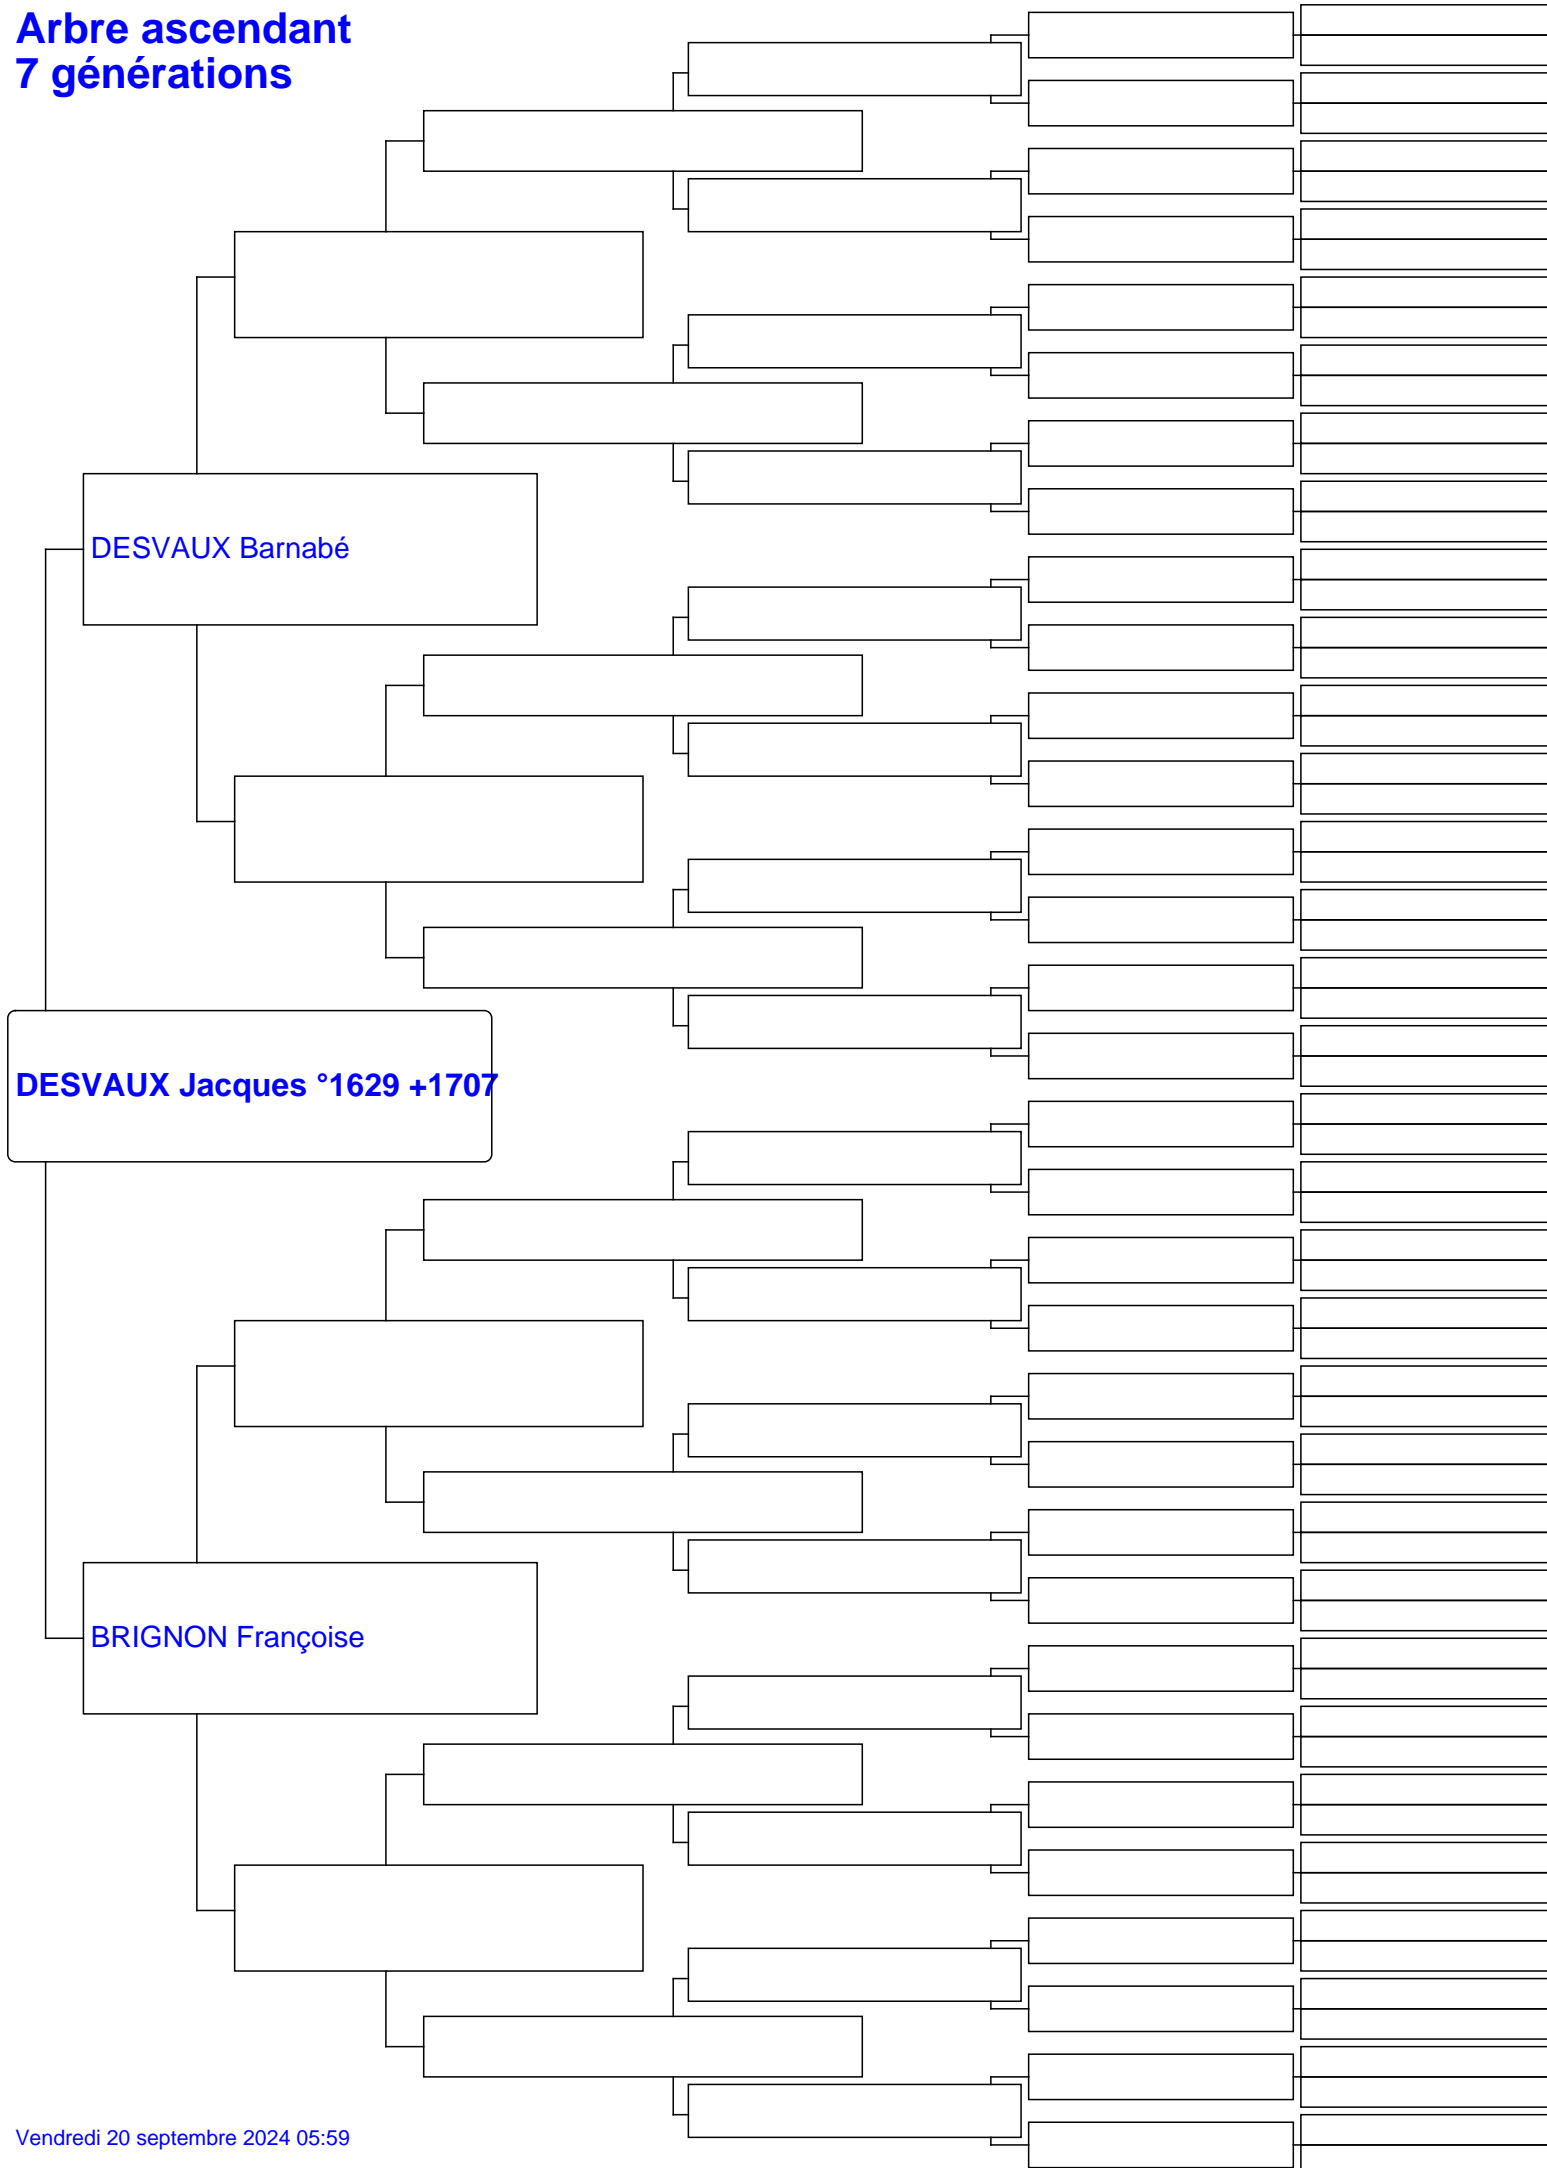 Arbre ascendant
7 générations
DESVAUX Barnabé
DESVAUX Jacques °1629 +1707
BRIGNON Françoise
Vendredi 20 septembre 2024 05:59